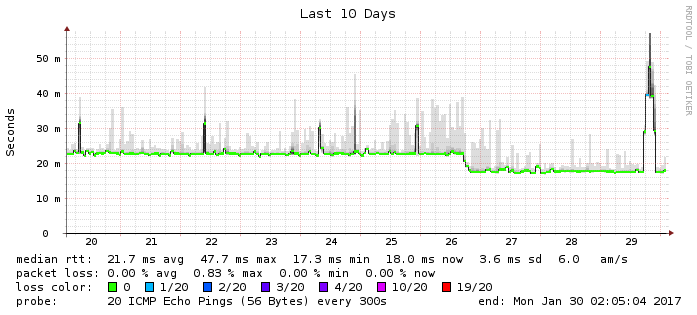 Last 10 Days
RRDTOOL / TOBI OETIKER
Seconds
50 m
40 m
30 m
20 m
10 m
0
20 21 22 23 24 25 26 27 28 29
median rtt: 21.7 ms avg 47.7 ms max 17.3 ms min 18.0 ms now 3.6 ms sd 6.0 am/s
packet loss: 0.00 % avg 0.83 % max 0.00 % min 0.00 % now
loss color: 0 1/20 2/20 3/20 4/20 10/20 19/20
probe: 20 ICMP Echo Pings (56 Bytes) every 300s end: Mon Jan 30 02:05:04 2017